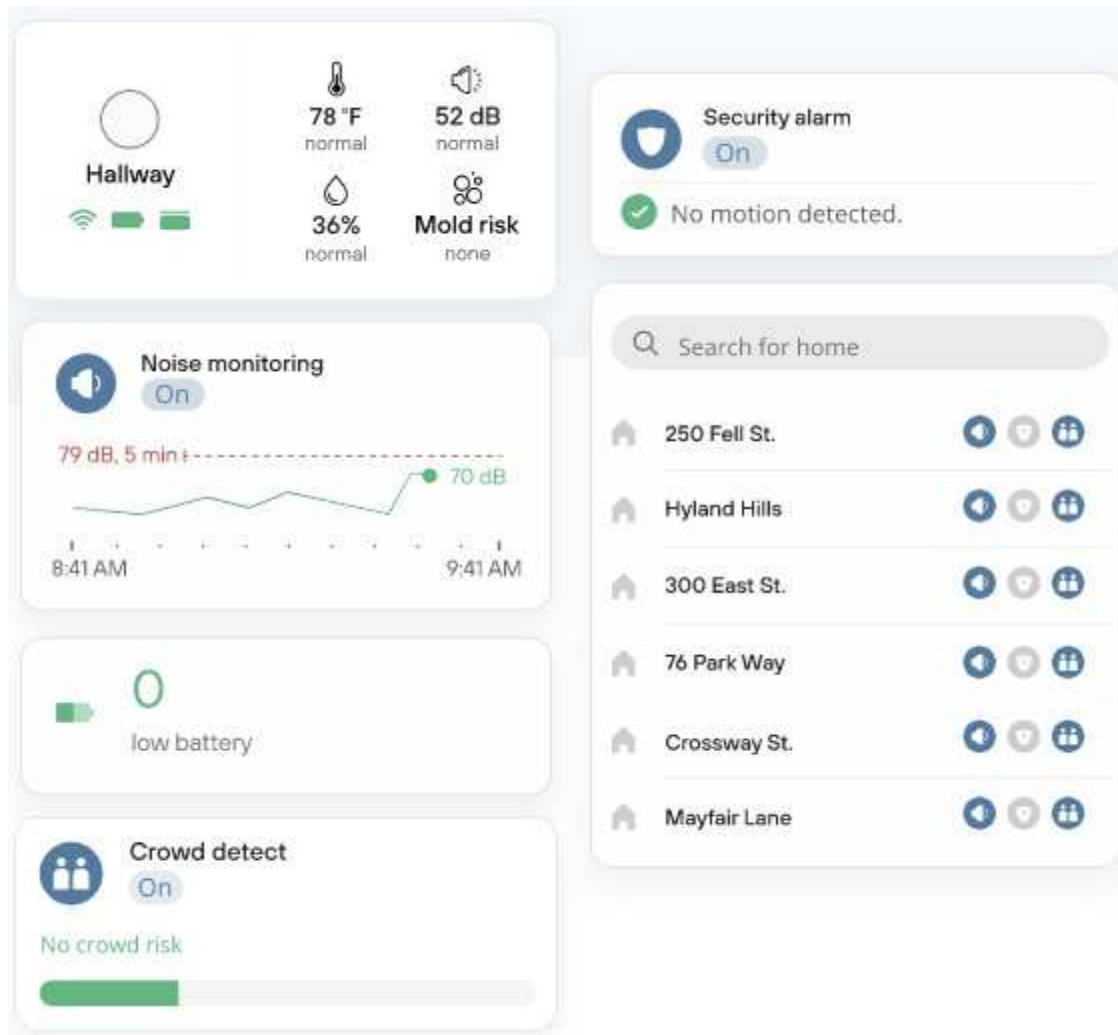 Hallway
78 °F
normal
52 dB
normal
36%
normal
Mold risk
none
Noise monitoring
On
79 dB, 5 min
70 dB
8:41 AM
9:41 AM
0
low battery
Crowd detect
On
No crowd risk
Security alarm
On
No motion detected.
Search for home
250 Fell St.
Hyland Hills
300 East St.
76 Park Way
Crossway St.
Mayfair Lane